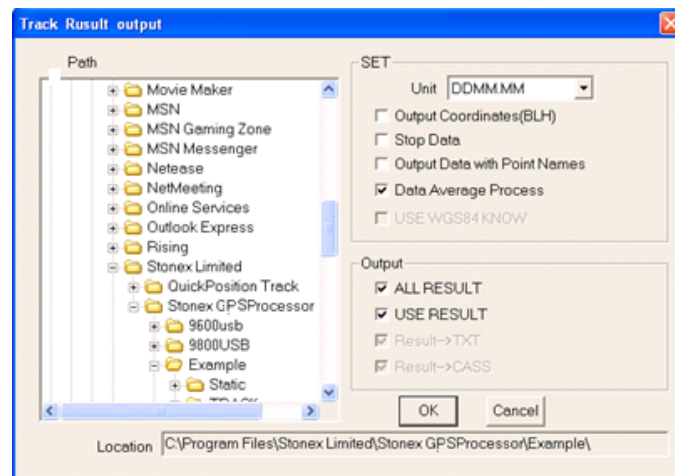 Track Rusult output
Path
Movie Maker
MSN
MSN Gaming Zone
MSN Messenger
Netease
NetMeeting
Online Services
Outlook Express
Rising
Stonex Limited
QuickPosition Track
Stonex GPSProcessor
9600usb
9800USB
Example
Static
TRACK
Location C:\Program Files\Stonex Limited\Stonex GPSProcessor\Example\
SET
Unit DDMM.MM
Output Coordinates(BLH)
Stop Data
Output Data with Point Names
Data Average Process
USE WGS84 KNOW
Output
ALL RESULT
USE RESULT
Result->TXT
Result->CASS
OK Cancel